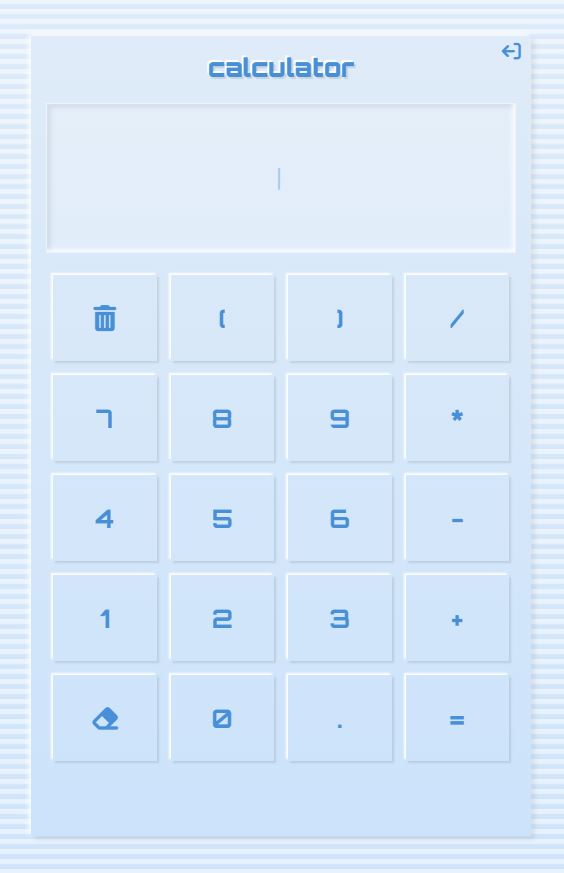 calculator
( ) /
7 8 9 *
4 5 6 -
1 2 3 +
0 . =